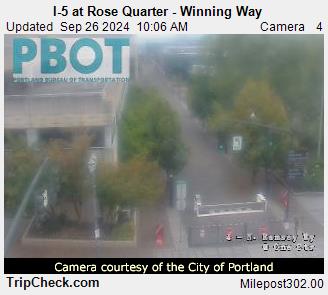 I-5 at Rose Quarter - Winning Way
Updated Sep 26 2024 10:06 AM Camera 4
PBOT
PORTLAND BUREAU OF TRANSPORTATION
Camera courtesy of the City of Portland
TripCheck.com Milepost302.00